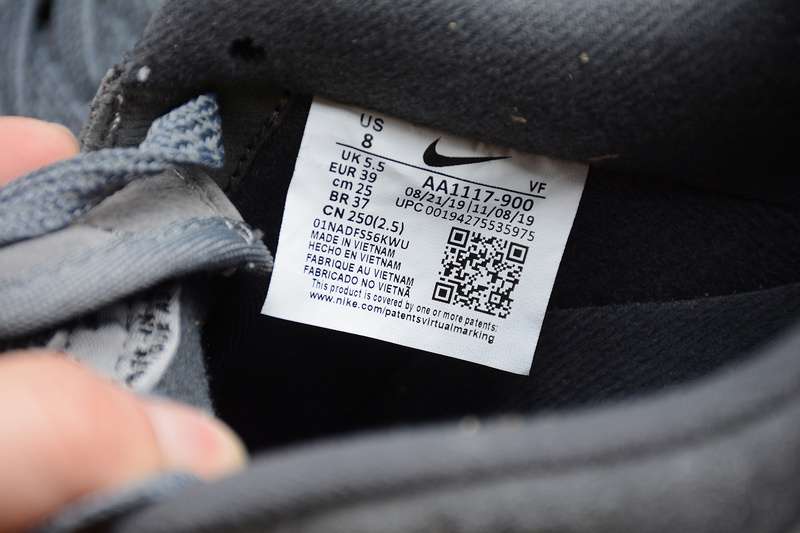 US
8
UK 5.5
EUR 39
cm 25
BR 37
CN 250(2.5)
AA1117-900 VF
08/21/19 11/08/19
UPC 00194275535975
01NADFS56KWU
MADE IN VIETNAM
HECHO EN VIETNAM
FABRIQUE AU VIETNAM
FABRICADO NO VIETNÃ
This product is covered by one or more patents:
www.nike.com/patentsvirtualmarking